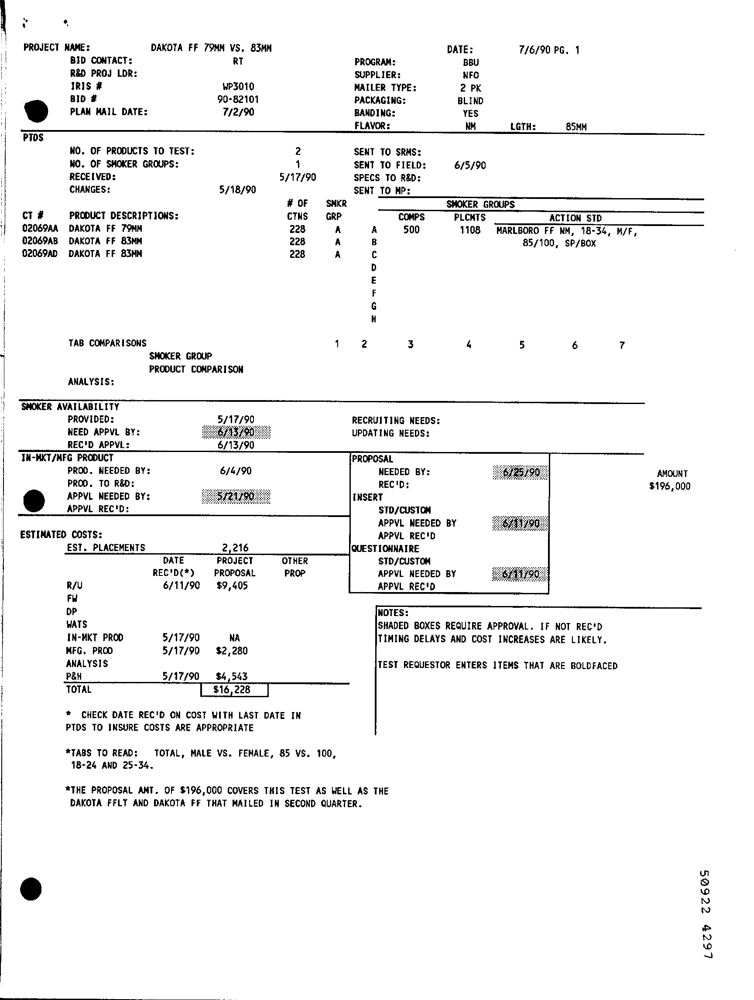 PROJECT NAME: DAKOTA FF 79MM VS. 83MM DATE: 7/6/90 PG. 1
BID CONTACT: RT PROGRAM: BBU
R&D PROJ LDR: SUPPLIER: NFO
IRIS # WP3010 MAILER TYPE: 2 PK
BID # 90-82101 PACKAGING: BLIND
PLAN MAIL DATE: 7/2/90 BANDING: YES
FLAVOR: NM LGTH: 85MM
PTDS
NO. OF PRODUCTS TO TEST: 2 SENT TO SRMS:
NO. OF SMOKER GROUPS: 1 SENT TO FIELD: 6/5/90
RECEIVED: 5/17/90 SPECS TO R&D:
CHANGES: 5/18/90 SENT TO MP:
# OF SMKR SMOKER GROUPS
CT # PRODUCT DESCRIPTIONS: CTNS GRP COMPS PLCMTS ACTION STD
02069AA DAKOTA FF 79MM 228 A A 500 1108 MARLBORO FF NM, 18-34, M/F,
02069AB DAKOTA FF 83MM 228 A B 85/100, SP/BOX
02069AD DAKOTA FF 83MM 228 A C
D
E
F
G
H
TAB COMPARISONS 1 2 3 4 5 6 7
SMOKER GROUP
PRODUCT COMPARISON
ANALYSIS:
SMOKER AVAILABILITY
PROVIDED: 5/17/90 RECRUITING NEEDS:
NEED APPVL BY: 6/13/90 UPDATING NEEDS:
REC'D APPVL: 6/13/90
IN-MKT/MFG PRODUCT PROPOSAL
PROD. NEEDED BY: 6/4/90 NEEDED BY: 6/25/90 AMOUNT
PROD. TO R&D: REC'D: $196,000
APPVL NEEDED BY: 5/21/90 INSERT
APPVL REC'D: STD/CUSTOM
APPVL NEEDED BY 6/11/90
ESTIMATED COSTS: APPVL REC'D
EST. PLACEMENTS 2,216 QUESTIONNAIRE
DATE PROJECT OTHER STD/CUSTOM
REC'D(*) PROPOSAL PROP APPVL NEEDED BY 6/11/90
R/U 6/11/90 $9,405 APPVL REC'D
FW
DP NOTES:
WATS SHADED BOXES REQUIRE APPROVAL. IF NOT REC'D
IN-MKT PROD 5/17/90 NA TIMING DELAYS AND COST INCREASES ARE LIKELY.
MFG. PROD 5/17/90 $2,280
ANALYSIS TEST REQUESTOR ENTERS ITEMS THAT ARE BOLDFACED
P&H 5/17/90 $4,543
TOTAL $16,228
* CHECK DATE REC'D ON COST WITH LAST DATE IN
PTDS TO INSURE COSTS ARE APPROPRIATE
*TABS TO READ: TOTAL, MALE VS. FEMALE, 85 VS. 100,
18-24 AND 25-34.
*THE PROPOSAL AMT. OF $196,000 COVERS THIS TEST AS WELL AS THE
DAKOTA FFLT AND DAKOTA FF THAT MAILED IN SECOND QUARTER.
50922 4297